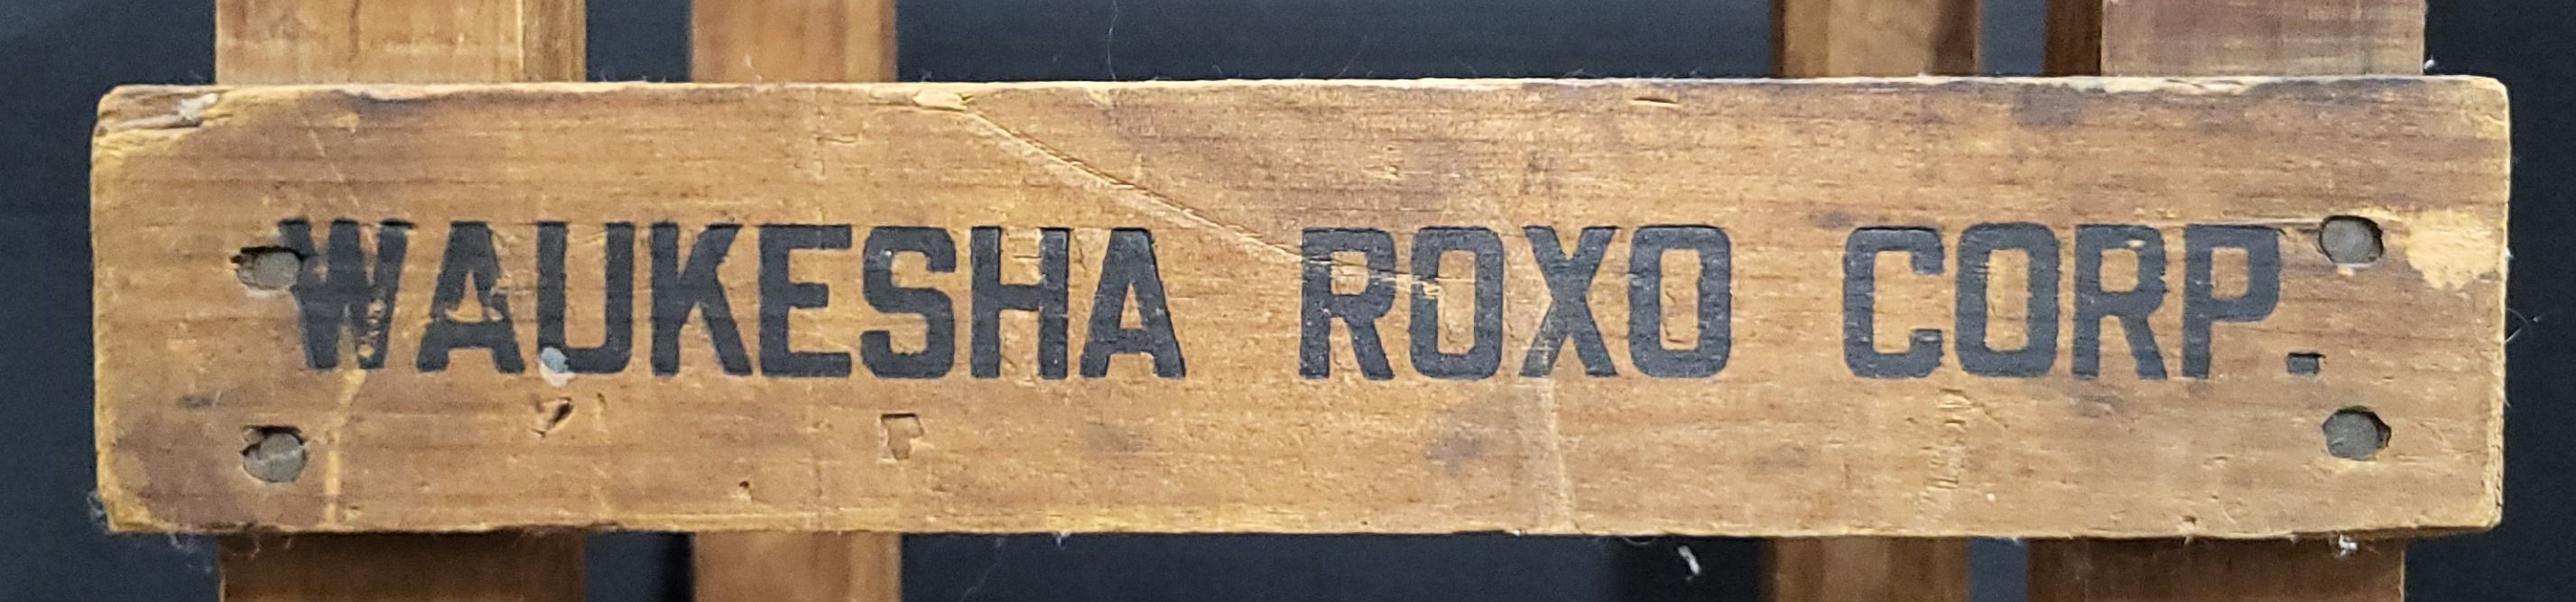 WAUKESHA ROXO CORP.